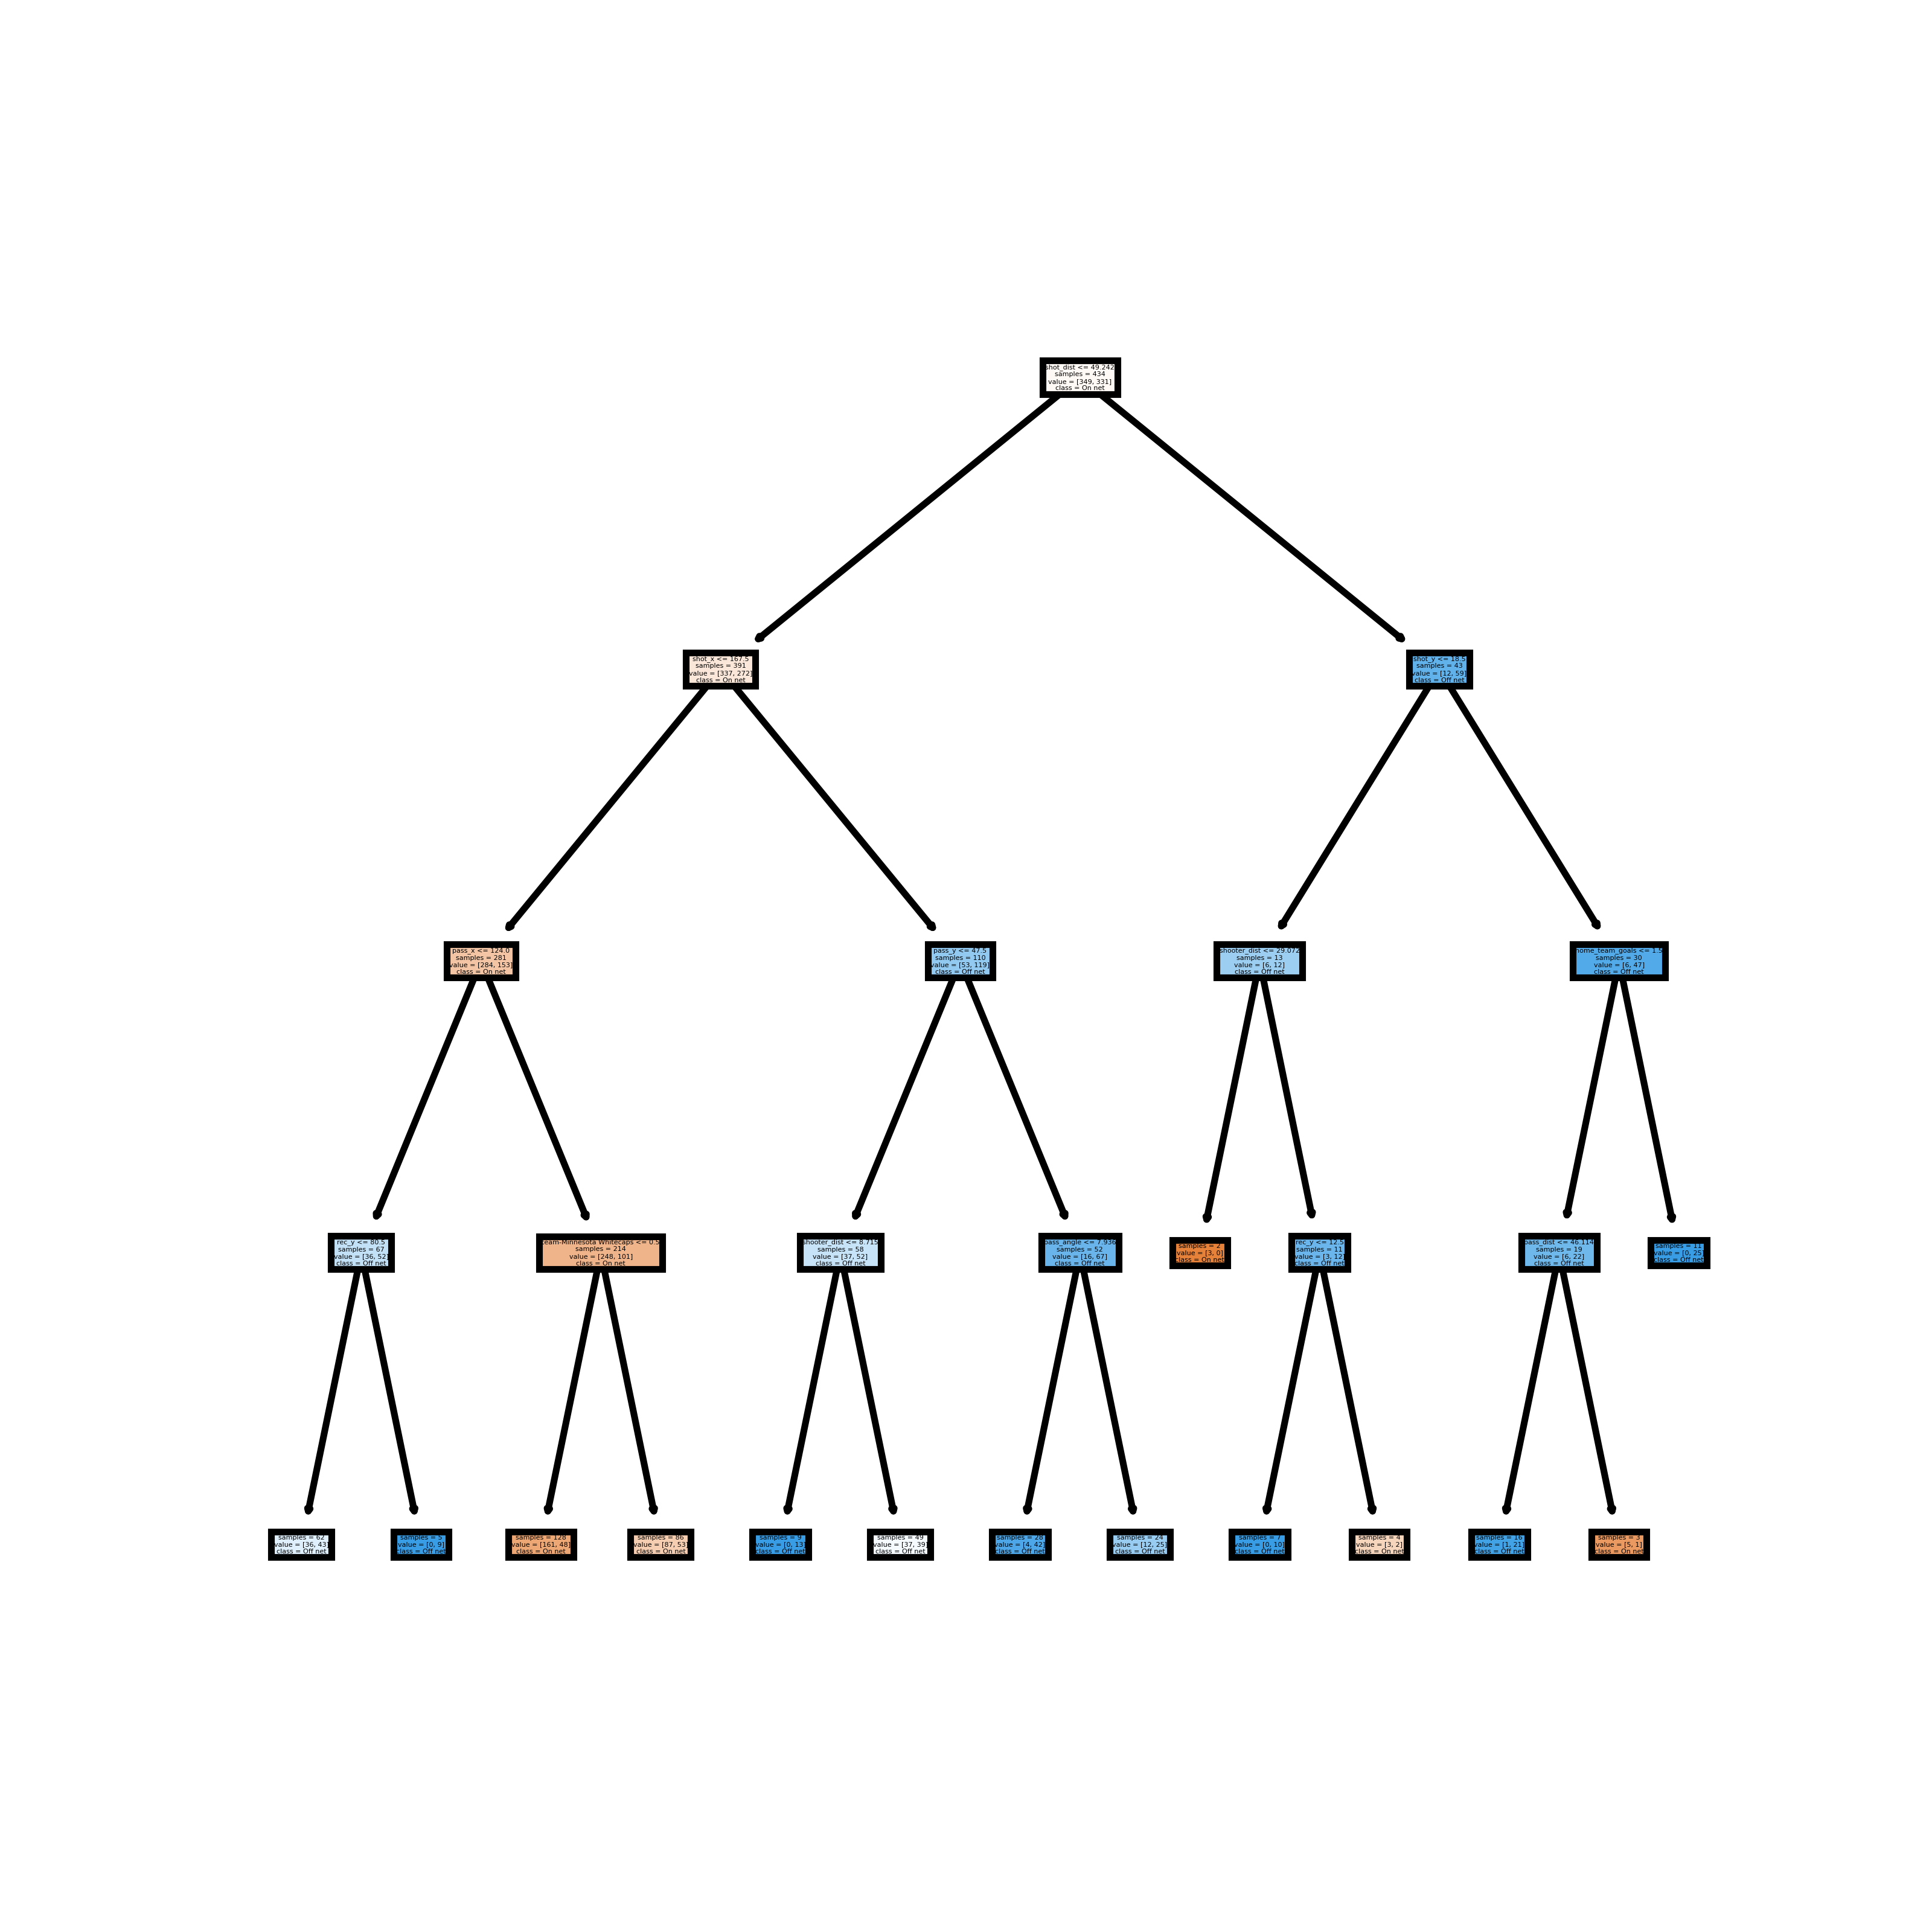 shot_dist <= 49.242
samples = 434
value = [349, 331]
class = On net
shot_x <= 167.5
samples = 391
value = [337, 272]
class = On net
shot_y <= 18.5
samples = 43
value = [12, 59]
class = Off net
pass_x <= 124.0
samples = 281
value = [284, 153]
class = On net
pass_y <= 47.5
samples = 110
value = [53, 119]
class = Off net
shooter_dist <= 29.072
samples = 13
value = [6, 12]
class = Off net
home_team_goals <= 1.5
samples = 30
value = [6, 47]
class = Off net
rec_y <= 80.5
samples = 67
value = [36, 52]
class = Off net
team-Minnesota Whitecaps <= 0.5
samples = 214
value = [248, 101]
class = On net
shooter_dist <= 8.715
samples = 58
value = [37, 52]
class = Off net
pass_angle <= 7.936
samples = 52
value = [16, 67]
class = Off net
samples = 2
value = [3, 0]
class = On net
rec_y <= 12.5
samples = 11
value = [3, 12]
class = Off net
pass_dist <= 46.114
samples = 19
value = [6, 22]
class = Off net
samples = 11
value = [0, 25]
class = Off net
samples = 62
value = [36, 43]
class = Off net
samples = 5
value = [0, 9]
class = Off net
samples = 128
value = [161, 48]
class = On net
samples = 86
value = [87, 53]
class = On net
samples = 9
value = [0, 13]
class = Off net
samples = 49
value = [37, 39]
class = Off net
samples = 28
value = [4, 42]
class = Off net
samples = 24
value = [12, 25]
class = Off net
samples = 7
value = [0, 10]
class = Off net
samples = 4
value = [3, 2]
class = On net
samples = 16
value = [1, 21]
class = Off net
samples = 3
value = [5, 1]
class = On net